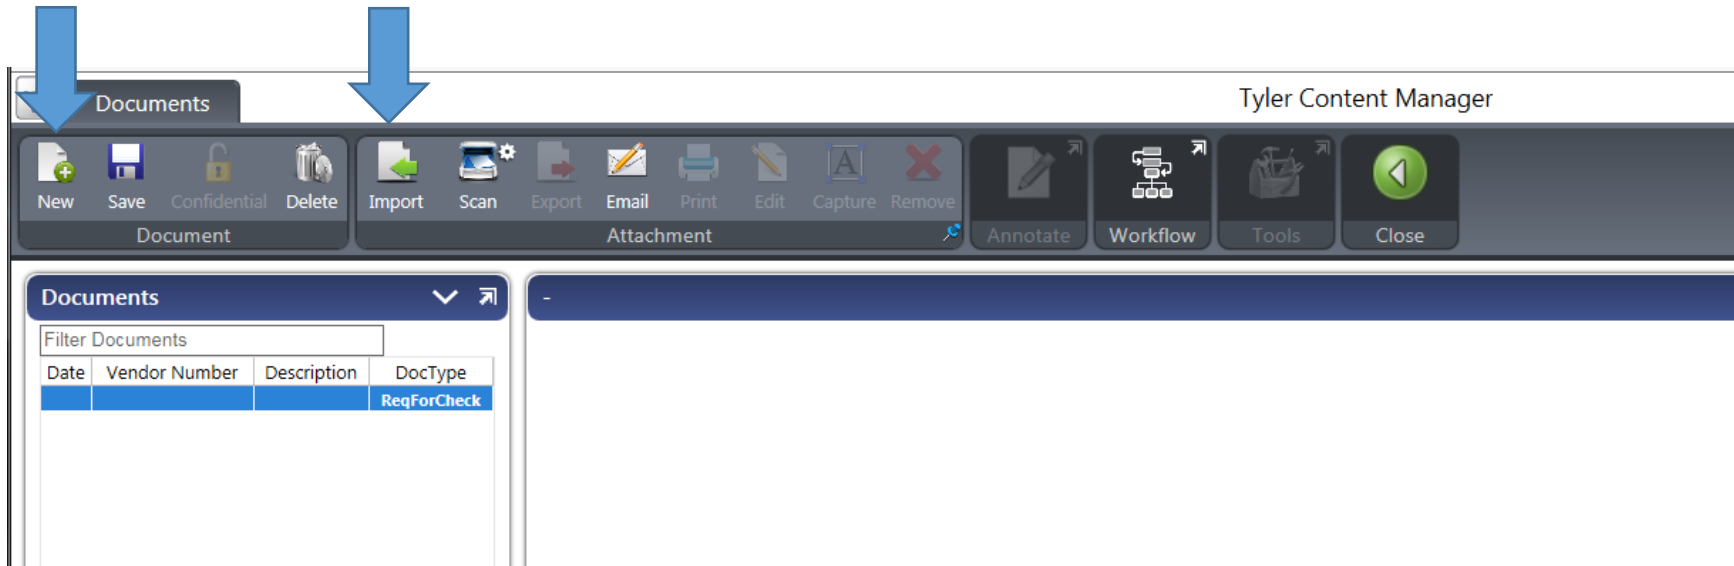 Documents
Tyler Content Manager
New Save Confidential Delete Import Scan Export Email Print Edit Capture Remove
Document Attachment Annotate Workflow Tools Close
Documents -
Filter Documents
Date Vendor Number Description DocType
ReqForCheck